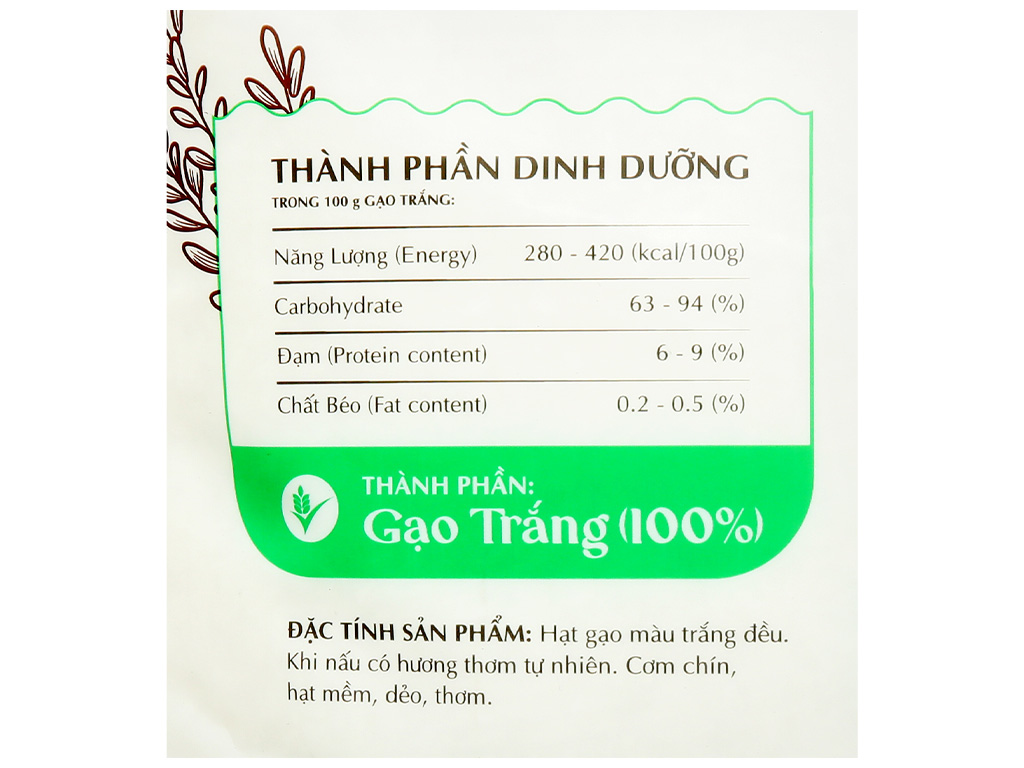 THÀNH PHẦN DINH DƯỠNG
TRONG 100 g GẠO TRẮNG:
Năng Lượng (Energy) 280 - 420 (kcal/100g)
Carbohydrate 63 - 94 (%)
Đạm (Protein content) 6 - 9 (%)
Chất Béo (Fat content) 0.2 - 0.5 (%)
THÀNH PHẦN:
Gạo Trắng (100%)
ĐẶC TÍNH SẢN PHẨM: Hạt gạo màu trắng đều.
Khi nấu có hương thơm tự nhiên. Cơm chín,
hạt mềm, dẻo, thơm.